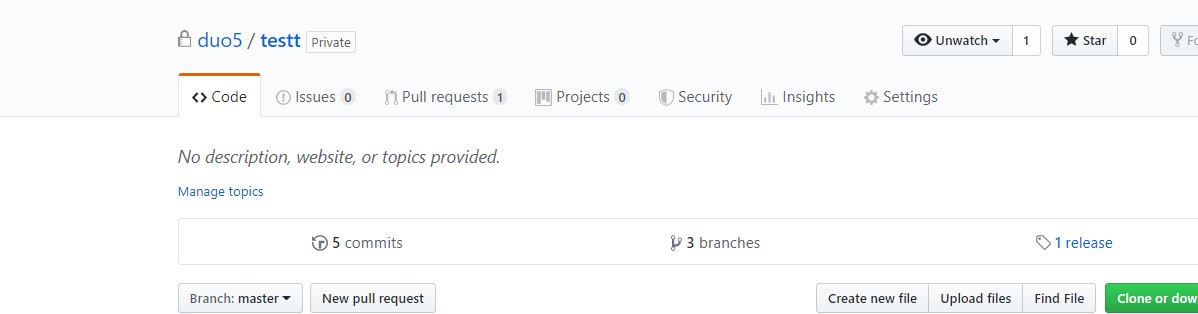 duo5 / testt Private Unwatch 1 Star 0
Code Issues 0 Pull requests 1 Projects 0 Security Insights Settings
No description, website, or topics provided.
Manage topics
5 commits 3 branches 1 release
Branch: master New pull request Create new file Upload files Find File Clone or dow